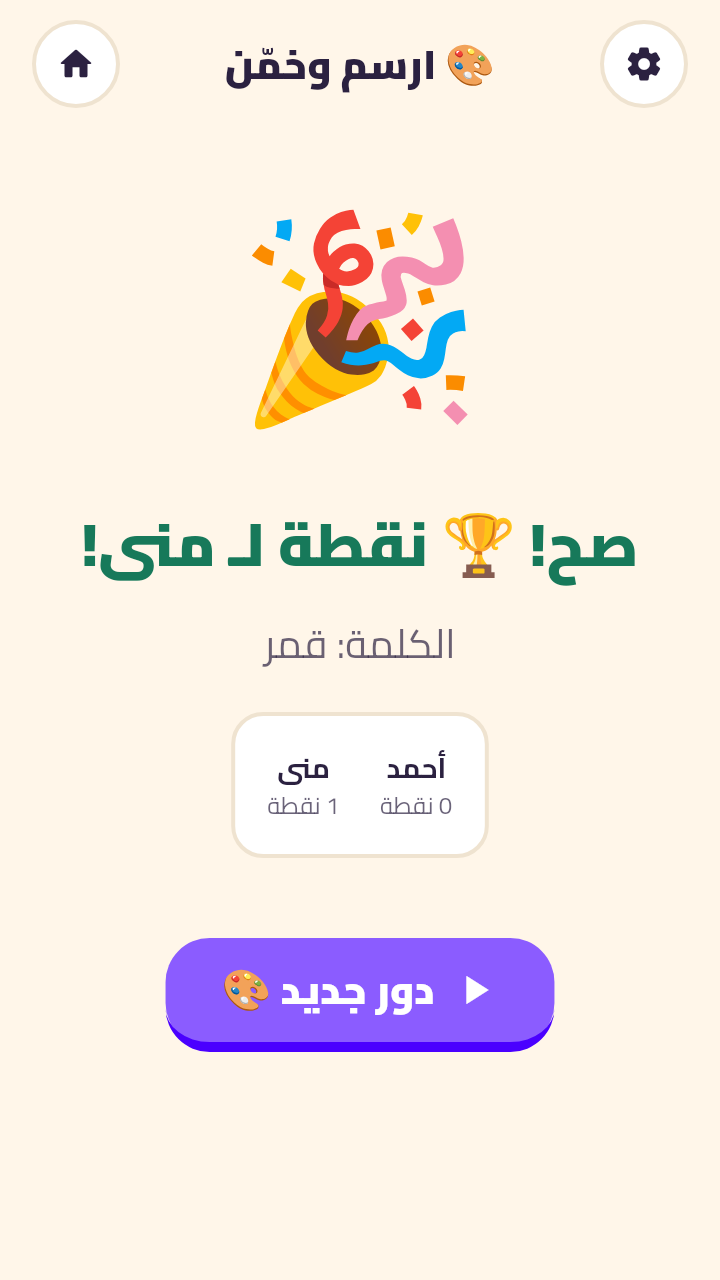 🎨 ارسم وخمّن
صح! 🏆 نقطة لـ منى!
الكلمة: قمر
أحمد
0 نقطة
منى
1 نقطة
دور جديد 🎨